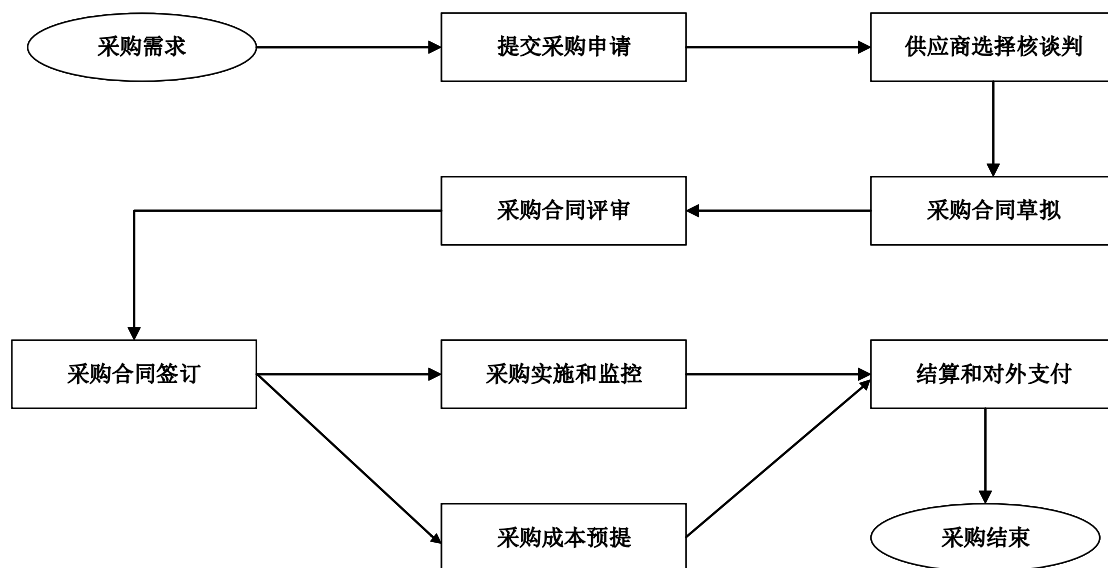 采购需求
提交采购申请
供应商选择核谈判
采购合同草拟
采购合同评审
采购合同签订
采购实施和监控
结算和对外支付
采购成本预提
采购结束